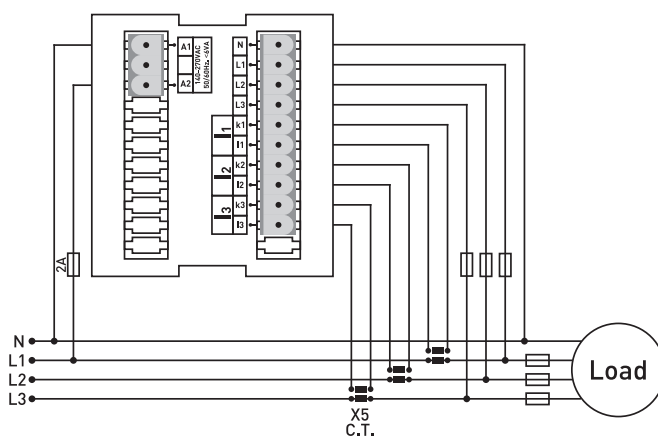 A1
A2
140-270VAC
50/60Hz. <6VA
N
L1
L2
L3
k1
l1
k2
l2
k3
l3
I1
I2
I3
2A
N
L1
L2
L3
X5
C.T.
Load